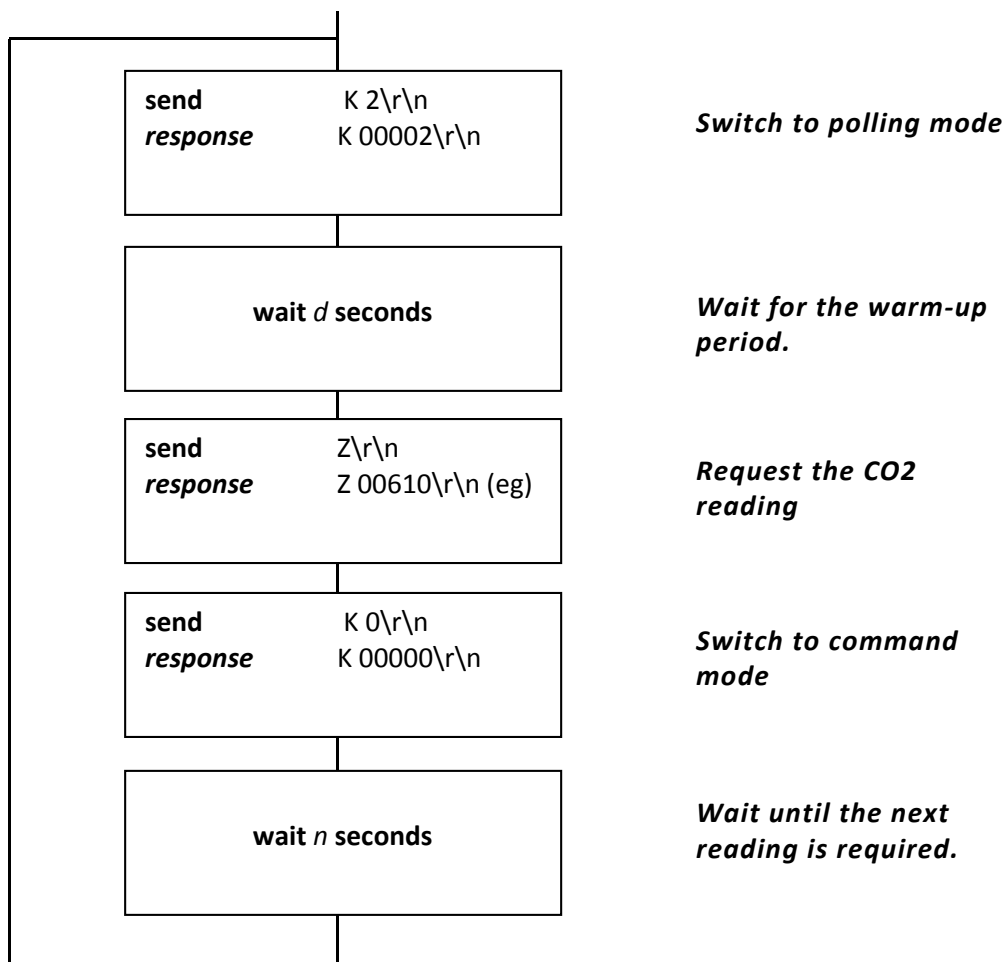 send K 2\r\n
response K 00002\r\n
Switch to polling mode
wait d seconds
Wait for the warm-up
period.
send Z\r\n
response Z 00610\r\n (eg)
Request the CO2
reading
send K 0\r\n
response K 00000\r\n
Switch to command
mode
wait n seconds
Wait until the next
reading is required.